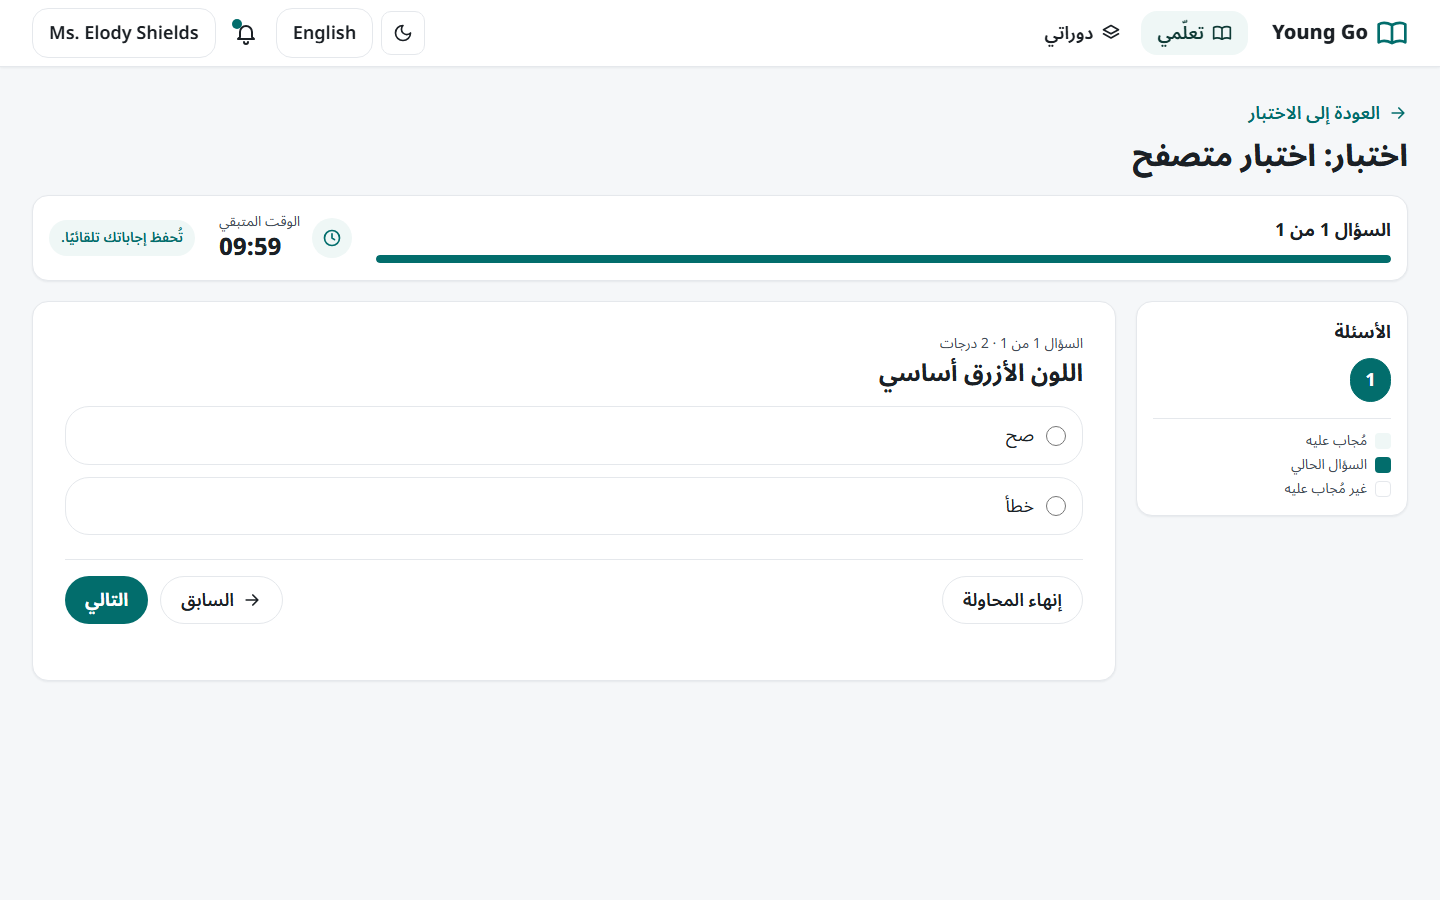 Young Go
تعلّمي
دوراتي
English
Ms. Elody Shields
العودة إلى الاختبار
اختبار: اختبار متصفح
السؤال 1 من 1
الوقت المتبقي
09:59
تُحفظ إجاباتك تلقائيًا.
الأسئلة
1
مُجاب عليه
السؤال الحالي
غير مُجاب عليه
السؤال 1 من 1 · 2 درجات
اللون الأزرق أساسي
صح
خطأ
إنهاء المحاولة
السابق
التالي